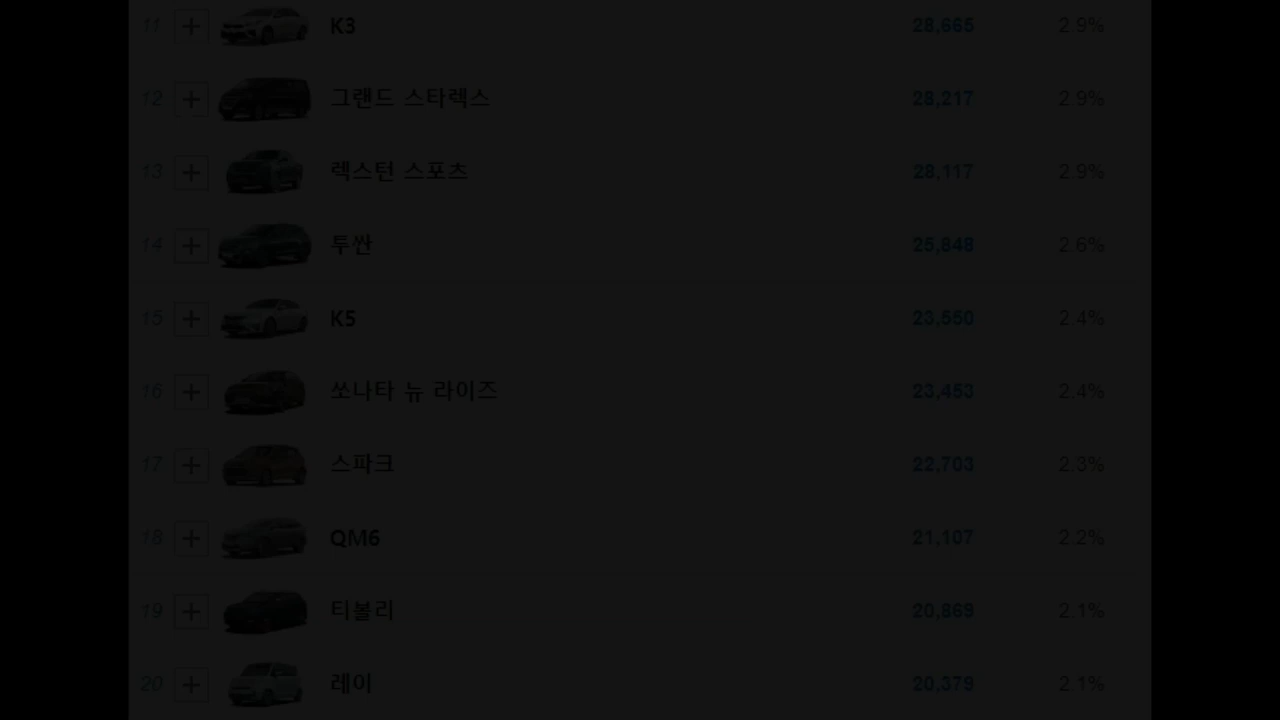 11 + K3 28,665 2.9%
12 + 그랜드 스타렉스 28,217 2.9%
13 + 렉스턴 스포츠 28,117 2.9%
14 + 투싼 25,848 2.6%
15 + K5 23,550 2.4%
16 + 쏘나타 뉴 라이즈 23,453 2.4%
17 + 스파크 22,703 2.3%
18 + QM6 21,107 2.2%
19 + 티볼리 20,869 2.1%
20 + 레이 20,379 2.1%